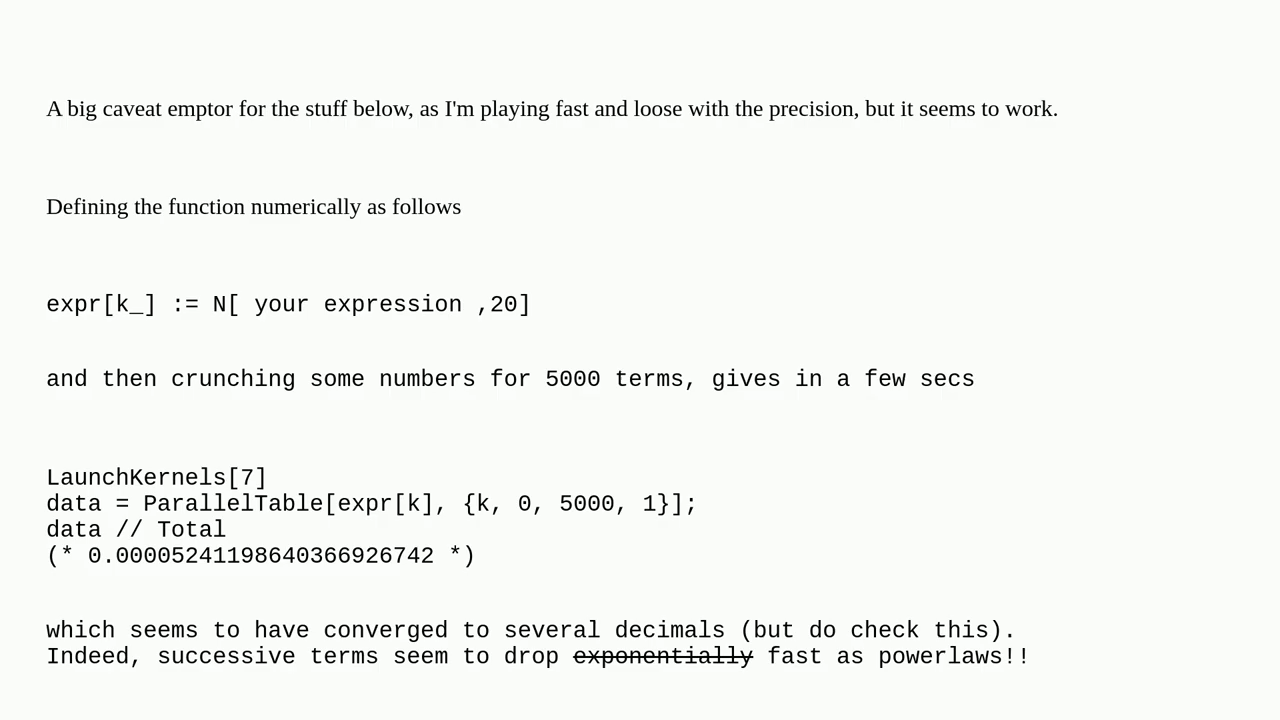 A big caveat emptor for the stuff below, as I'm playing fast and loose with the precision, but it seems to work.
Defining the function numerically as follows
expr[k_] := N[ your expression ,20]
and then crunching some numbers for 5000 terms, gives in a few secs
LaunchKernels[7]
data = ParallelTable[expr[k], {k, 0, 5000, 1}];
data // Total
(* 0.00005241198640366926742 *)
which seems to have converged to several decimals (but do check this).
Indeed, successive terms seem to drop exponentially fast as powerlaws!!